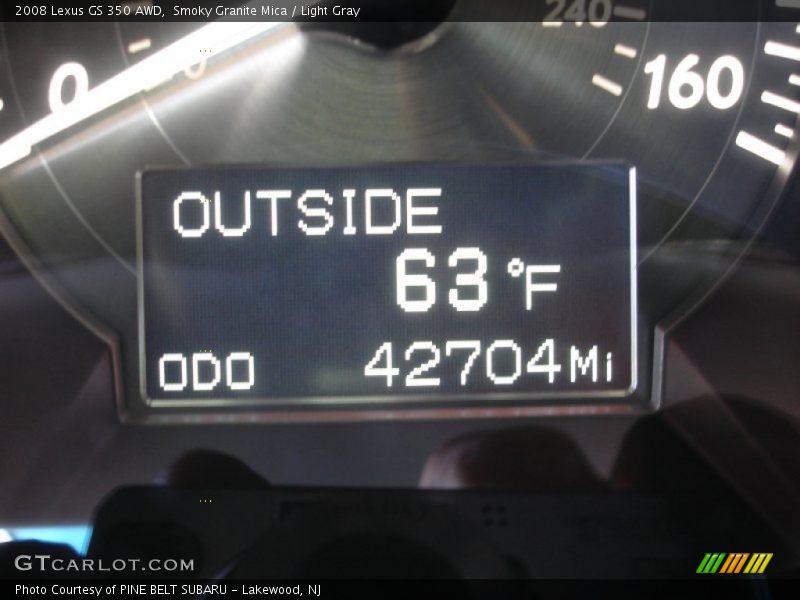 2008 Lexus GS 350 AWD, Smoky Granite Mica / Light Gray
240
0
0
160
OUTSIDE
63 °F
ODO 42704 Mi
GTCARLOT.COM
Photo Courtesy of PINE BELT SUBARU - Lakewood, NJ